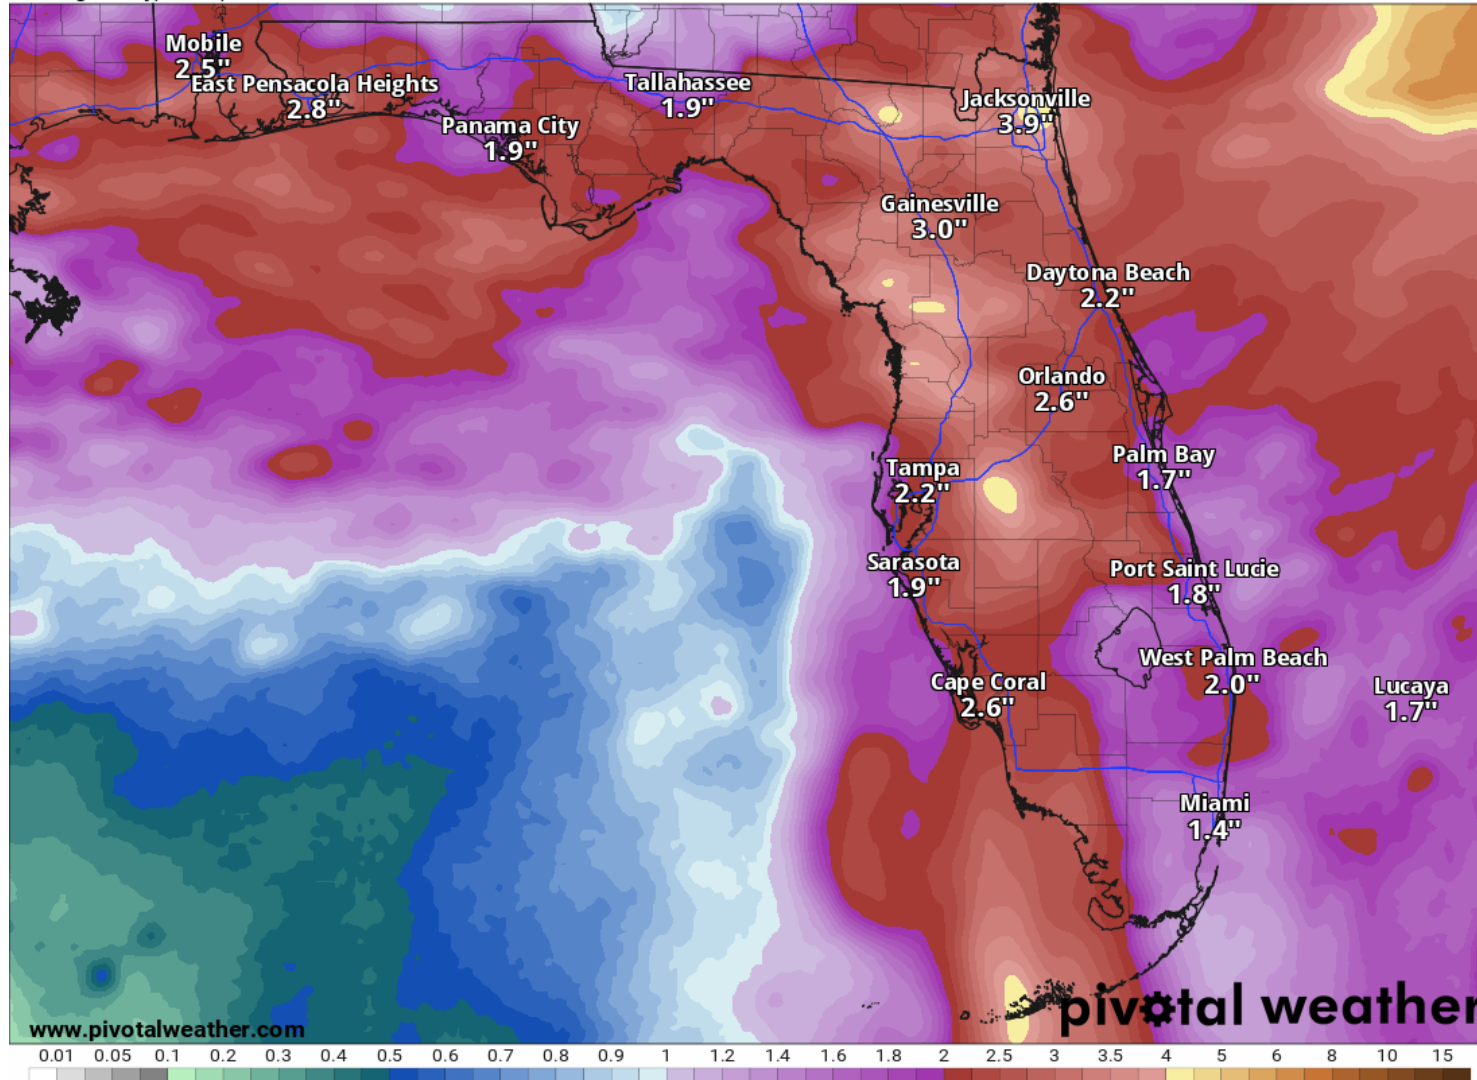 Mobile
2.5"
East Pensacola Heights
2.8"
Tallahassee
1.9"
Jacksonville
3.9"
Panama City
1.9"
Gainesville
3.0"
Daytona Beach
2.2"
Orlando
2.6"
Palm Bay
1.7"
Tampa
2.2"
Sarasota
1.9"
Port Saint Lucie
1.8"
West Palm Beach
2.0"
Cape Coral
2.6"
Lucaya
1.7"
Miami
1.4"
pivotal weather
www.pivotalweather.com
0.01 0.05 0.1 0.2 0.3 0.4 0.5 0.6 0.7 0.8 0.9 1 1.2 1.4 1.6 1.8 2 2.5 3 3.5 4 5 6 8 10 15